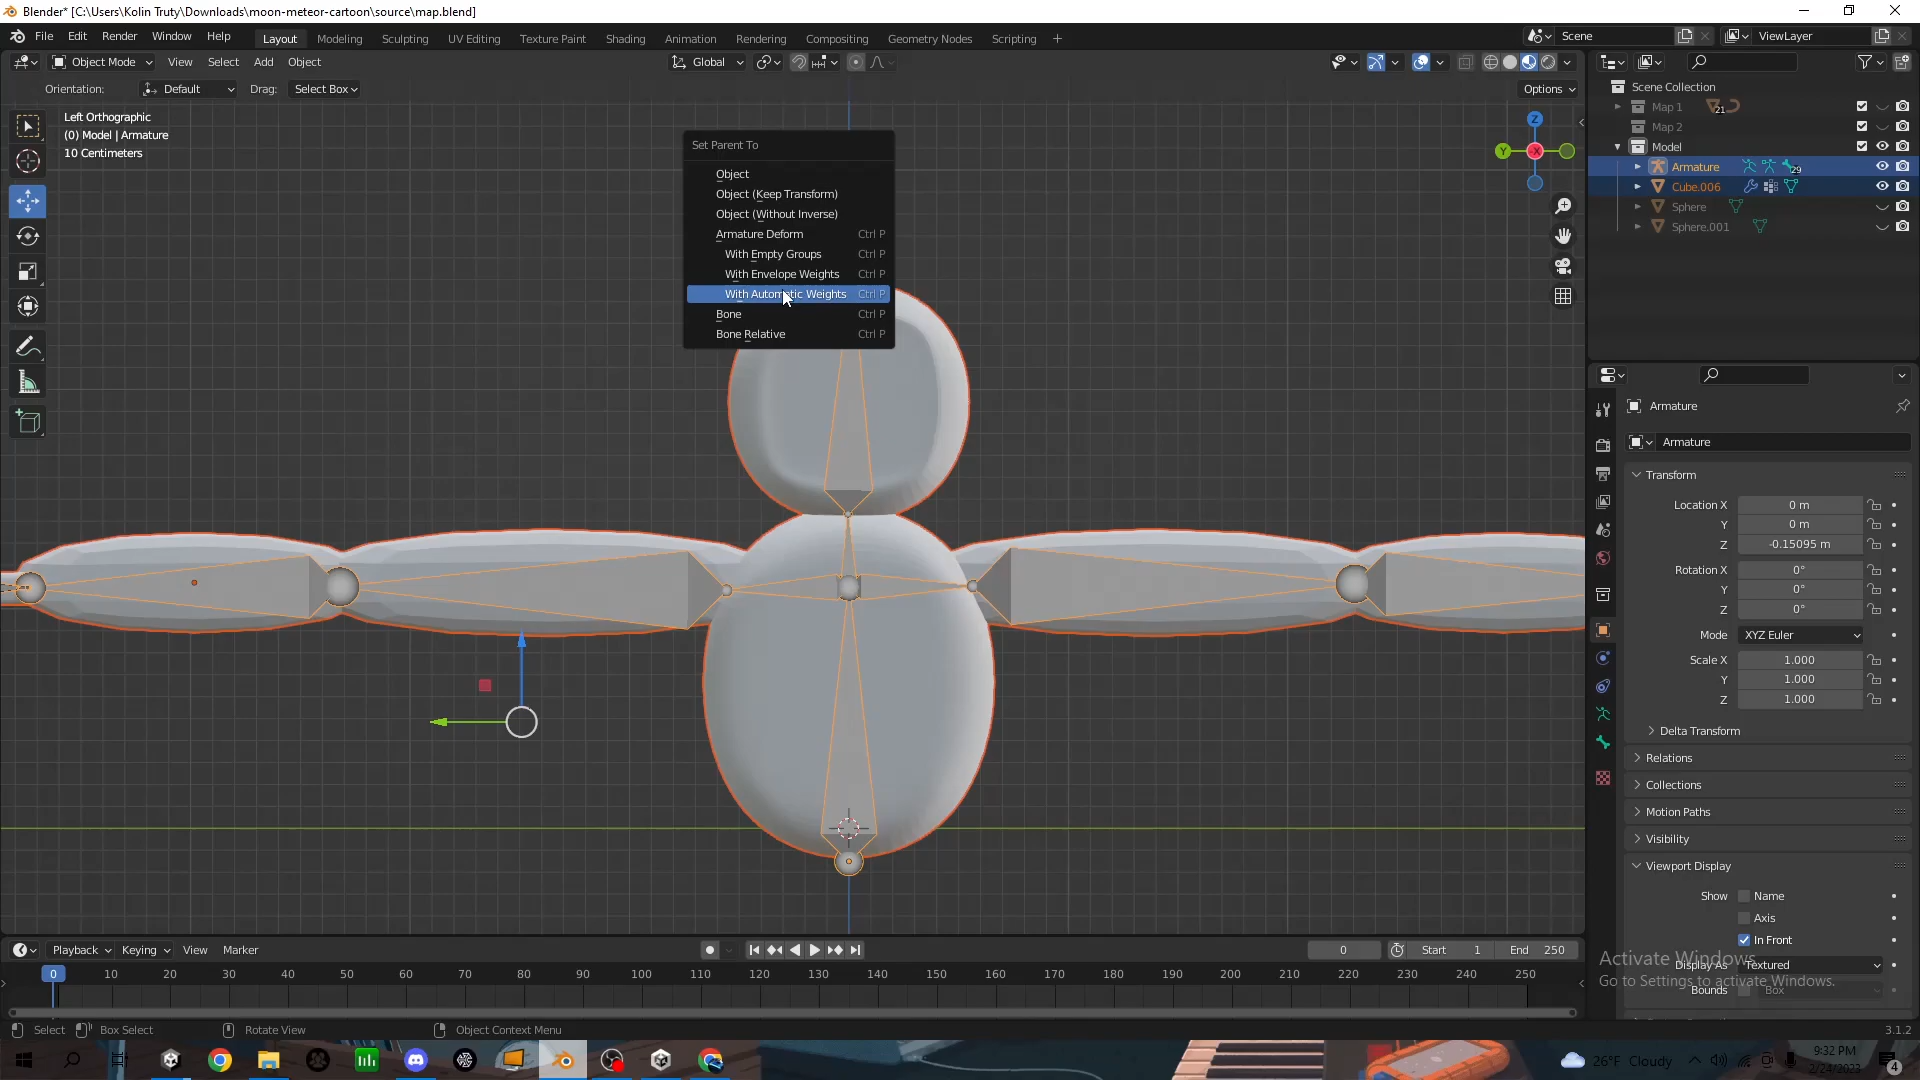 Blender* [C:\Users\Kolin Truty\Downloads\moon-meteor-cartoon\source\map.blend]
File Edit Render Window Help
Layout Modeling Sculpting UV Editing Texture Paint Shading Animation Rendering Compositing Geometry Nodes Scripting +
Scene
ViewLayer
Object Mode View Select Add Object
Global
Orientation: Default Drag: Select Box
Options
Left Orthographic
(0) Model | Armature
10 Centimeters
Set Parent To
Object
Object (Keep Transform)
Object (Without Inverse)
Armature Deform Ctrl P
With Empty Groups Ctrl P
With Envelope Weights Ctrl P
With Automatic Weights Ctrl P
Bone Ctrl P
Bone Relative Ctrl P
Z
Y
-X
Scene Collection
Map 1 21
Map 2
Model
Armature 29
Cube.006
Sphere
Sphere.001
Armature
Armature
Transform
Location X 0 m
Y 0 m
Z -0.15095 m
Rotation X 0°
Y 0°
Z 0°
Mode XYZ Euler
Scale X 1.000
Y 1.000
Z 1.000
Delta Transform
Relations
Collections
Motion Paths
Visibility
Viewport Display
Show Name
Axis
In Front
Display As Textured
Bounds Box
Activate Windows
Go to Settings to activate Windows.
Playback Keying View Marker
0 Start 1 End 250
0 10 20 30 40 50 60 70 80 90 100 110 120 130 140 150 160 170 180 190 200 210 220 230 240 250
Select Box Select Rotate View Object Context Menu
3.1.2
26°F Cloudy
9:32 PM
2/24/2023
4